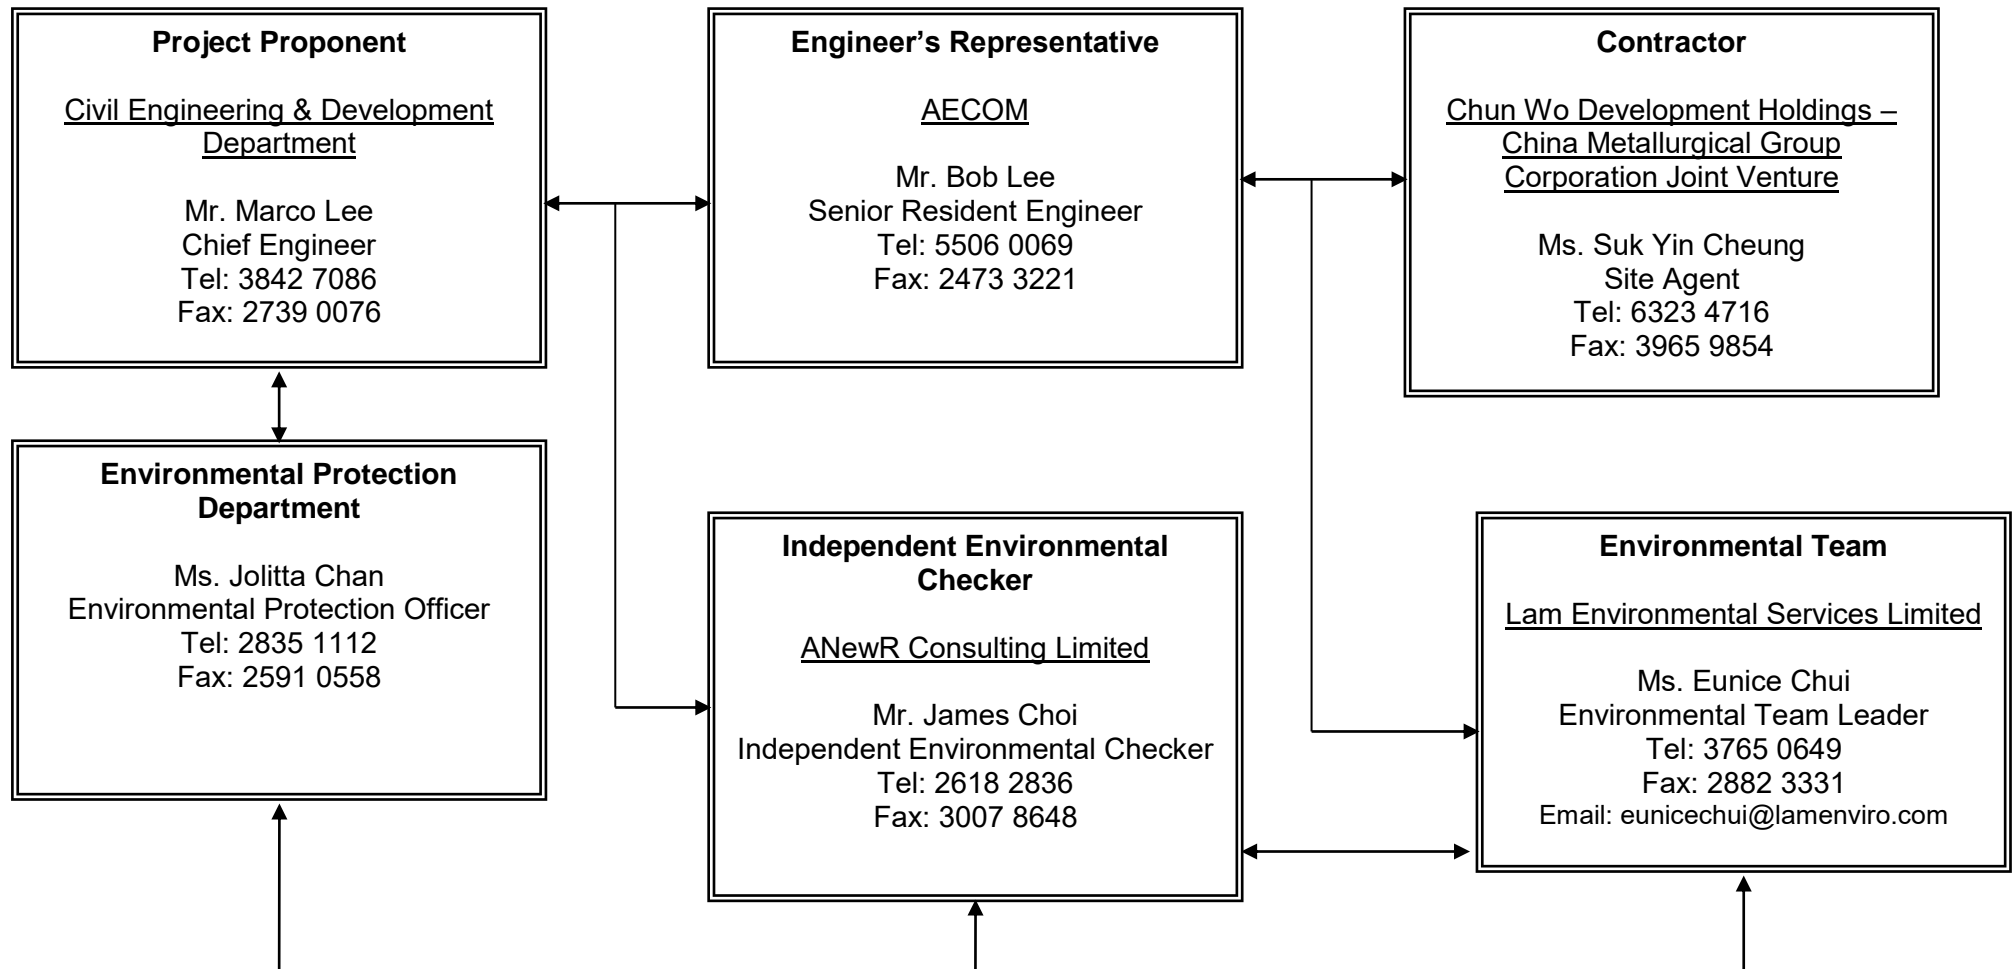 Project Proponent
Civil Engineering & Development
Department
Mr. Marco Lee
Chief Engineer
Tel: 3842 7086
Fax: 2739 0076
Engineer’s Representative
AECOM
Mr. Bob Lee
Senior Resident Engineer
Tel: 5506 0069
Fax: 2473 3221
Contractor
Chun Wo Development Holdings –
China Metallurgical Group
Corporation Joint Venture
Ms. Suk Yin Cheung
Site Agent
Tel: 6323 4716
Fax: 3965 9854
Environmental Protection
Department
Ms. Jolitta Chan
Environmental Protection Officer
Tel: 2835 1112
Fax: 2591 0558
Independent Environmental
Checker
ANewR Consulting Limited
Mr. James Choi
Independent Environmental Checker
Tel: 2618 2836
Fax: 3007 8648
Environmental Team
Lam Environmental Services Limited
Ms. Eunice Chui
Environmental Team Leader
Tel: 3765 0649
Fax: 2882 3331
Email: eunicechui@lamenviro.com